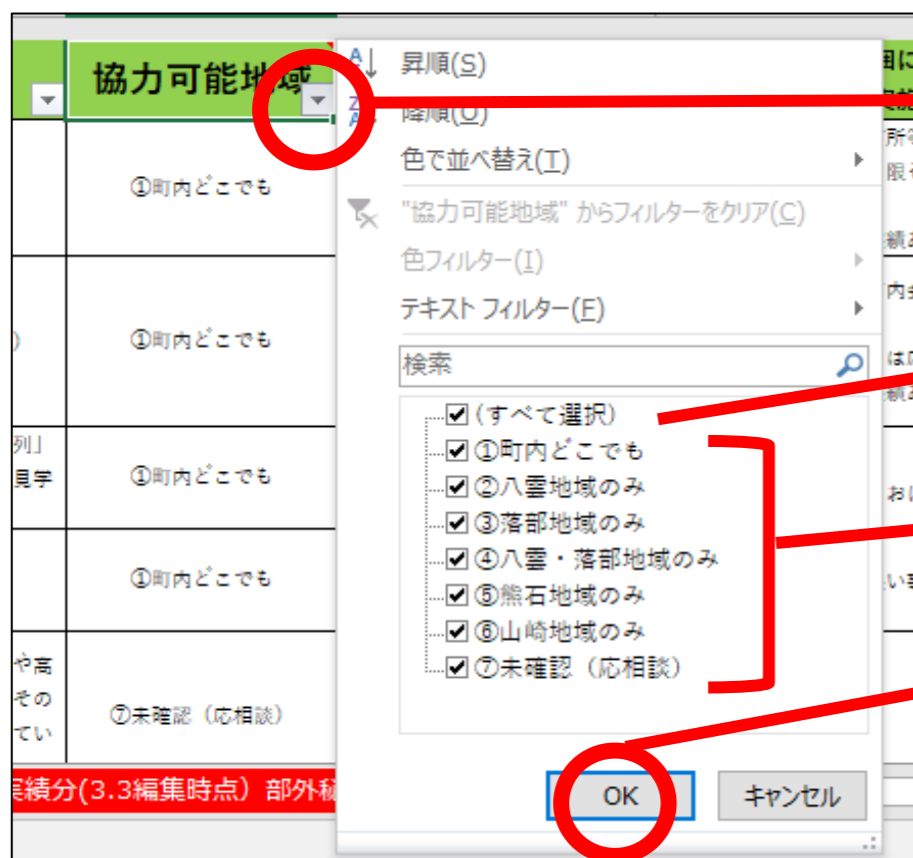 協力可能地域
①町内どこでも
①町内どこでも
列」
見学
①町内どこでも
①町内どこでも
や高
その
てい
⑦未確認（応相談）
昇順(S)
降順(O)
色で並べ替え(T)
"協力可能地域" からフィルターをクリア(C)
色フィルター(I)
テキスト フィルター(F)
検索
(すべて選択)
①町内どこでも
②八雲地域のみ
③落部地域のみ
④八雲・落部地域のみ
⑤熊石地域のみ
⑥山崎地域のみ
⑦未確認（応相談）
OK
キャンセル
実績分(3.3編集時点）部外秘